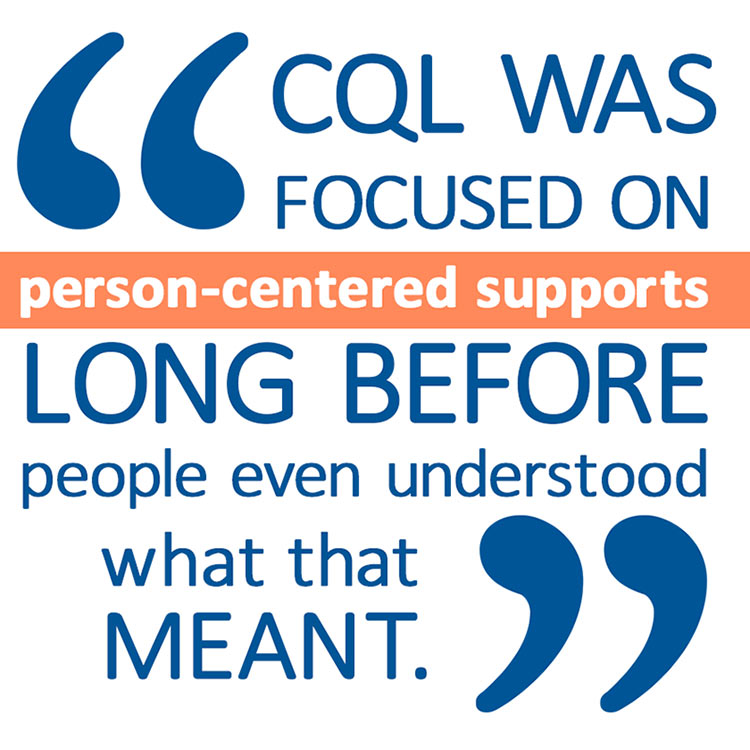 “CQL WAS
FOCUSED ON
person-centered supports
LONG BEFORE
people even understood
what that
MEANT.”